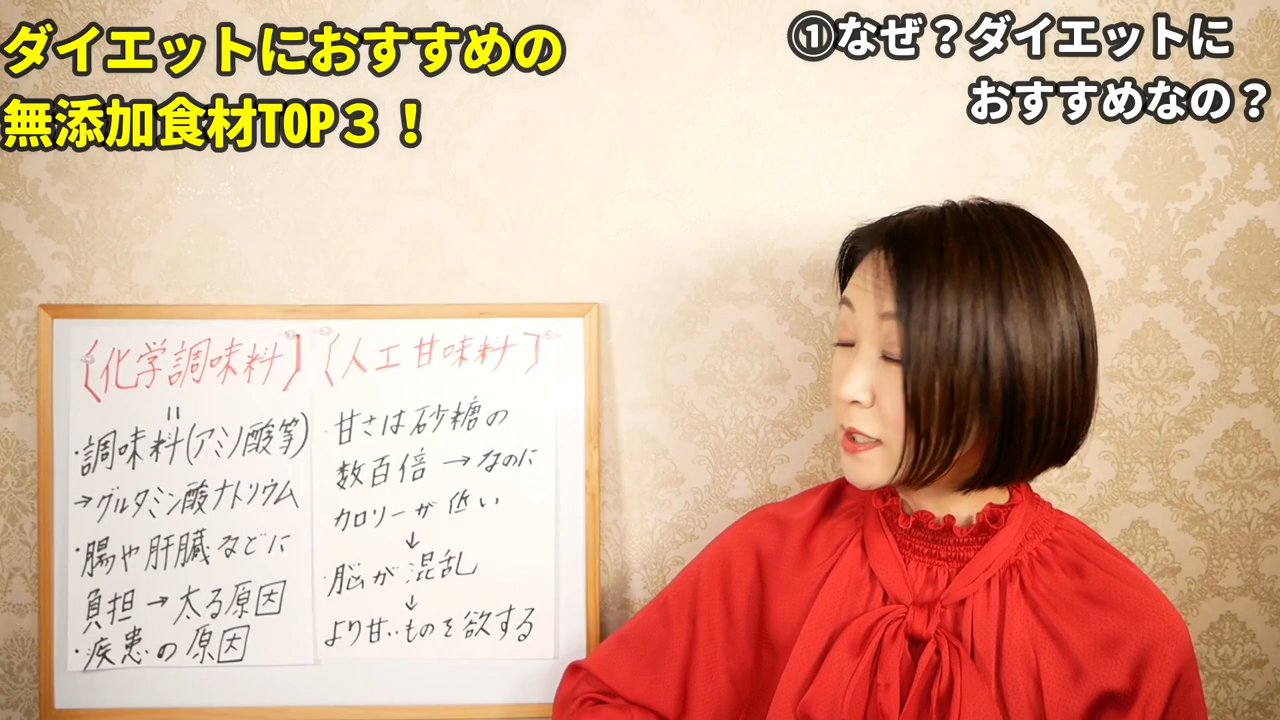 ダイエットにおすすめの
無添加食材TOP３！
①なぜ？ダイエットに
おすすめなの？
〔化学調味料〕
=
・調味料(アミノ酸等)
→グルタミン酸ナトリウム
・腸や肝臓などに
負担→太る原因
・疾患の原因
〔人工甘味料〕
・甘さは砂糖の
数百倍→なのに
カロリーが低い
↓
・脳が混乱
↓
より甘いものを欲する